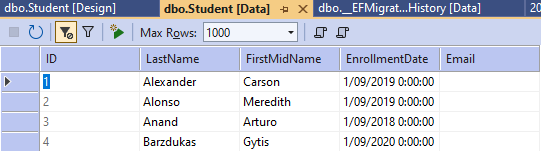 dbo.Student [Design] dbo.Student [Data] dbo.__EFMigrat...History [Data] 20
Max Rows: 1000
ID LastName FirstMidName EnrollmentDate Email
1 Alexander Carson 1/09/2019 0:00:00
2 Alonso Meredith 1/09/2019 0:00:00
3 Anand Arturo 1/09/2018 0:00:00
4 Barzdukas Gytis 1/09/2020 0:00:00